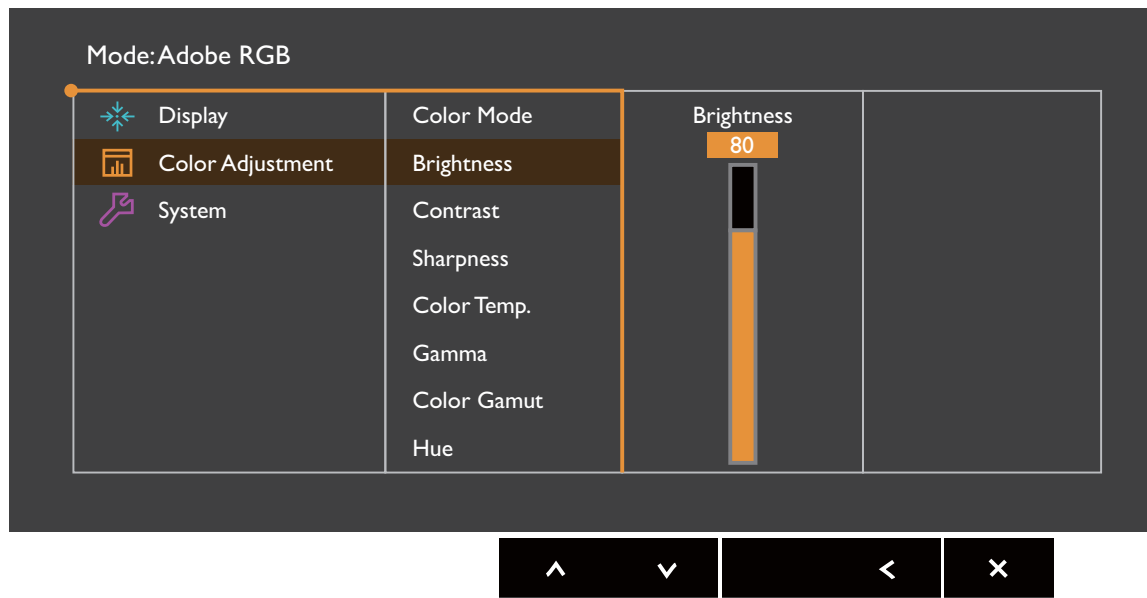 Mode: Adobe RGB
Display
Color Adjustment
System
Color Mode
Brightness
Contrast
Sharpness
Color Temp.
Gamma
Color Gamut
Hue
Brightness
80